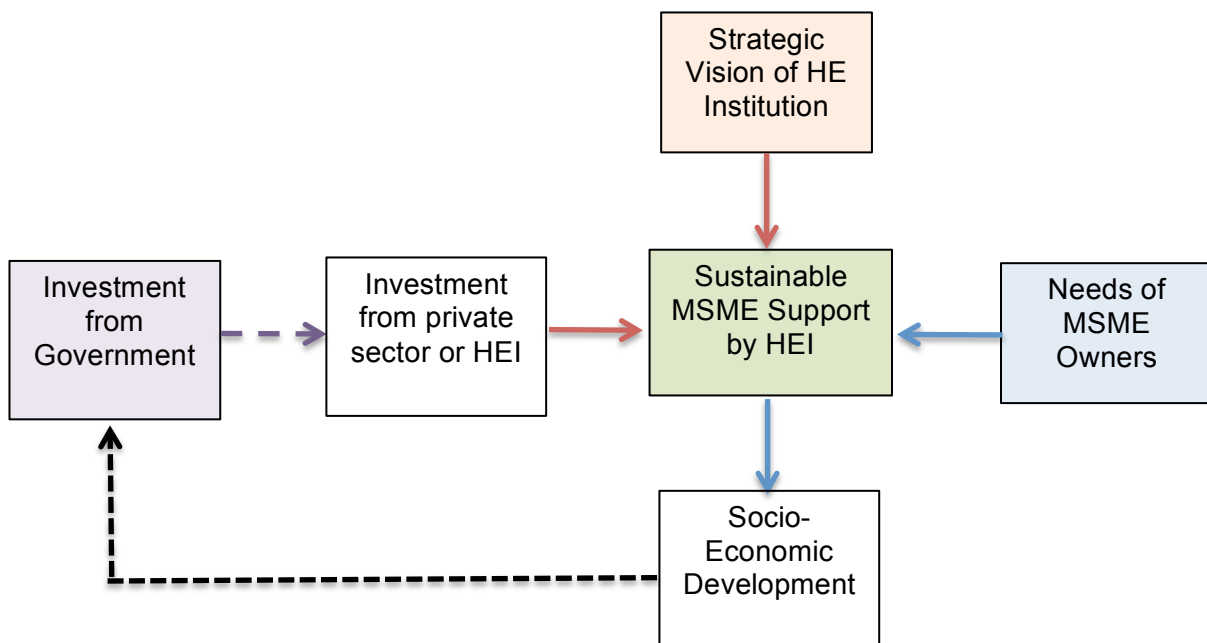 Strategic
Vision of HE
Institution
Investment
from
Government
Investment
from private
sector or HEI
Sustainable
MSME Support
by HEI
Needs of
MSME
Owners
Socio-
Economic
Development